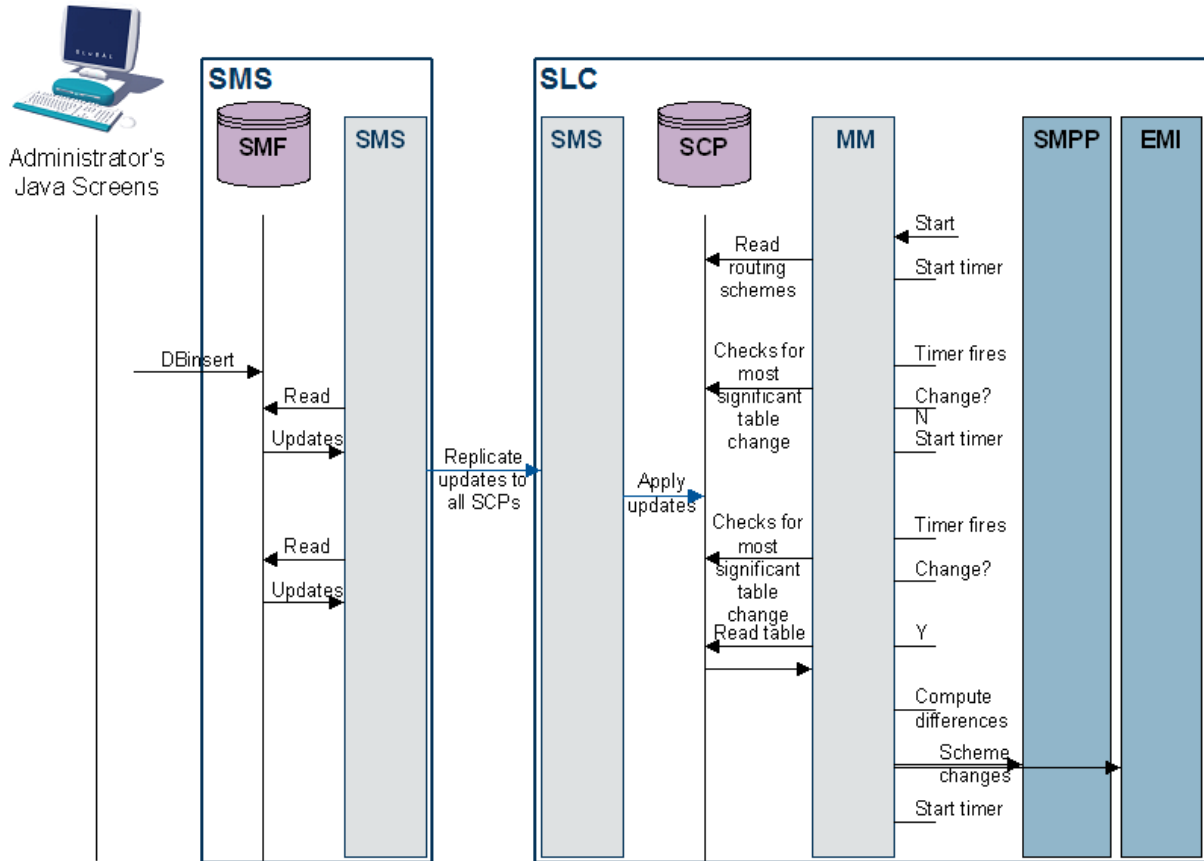 GLOBAL
Administrator's
Java Screens
SMS
SMF
SMS
SLC
SMS
SCP
MM
SMPP
EMI
Start
Read
routing
schemes
Start timer
DBinsert
Checks for
most
significant
table
change
Timer fires
Read
Change?
N
Updates
Start timer
Replicate
updates to
all SCPs
Apply
updates
Checks for
most
significant
table
change
Timer fires
Read
Change?
Updates
Read table
Y
Compute
differences
Scheme
changes
Start timer